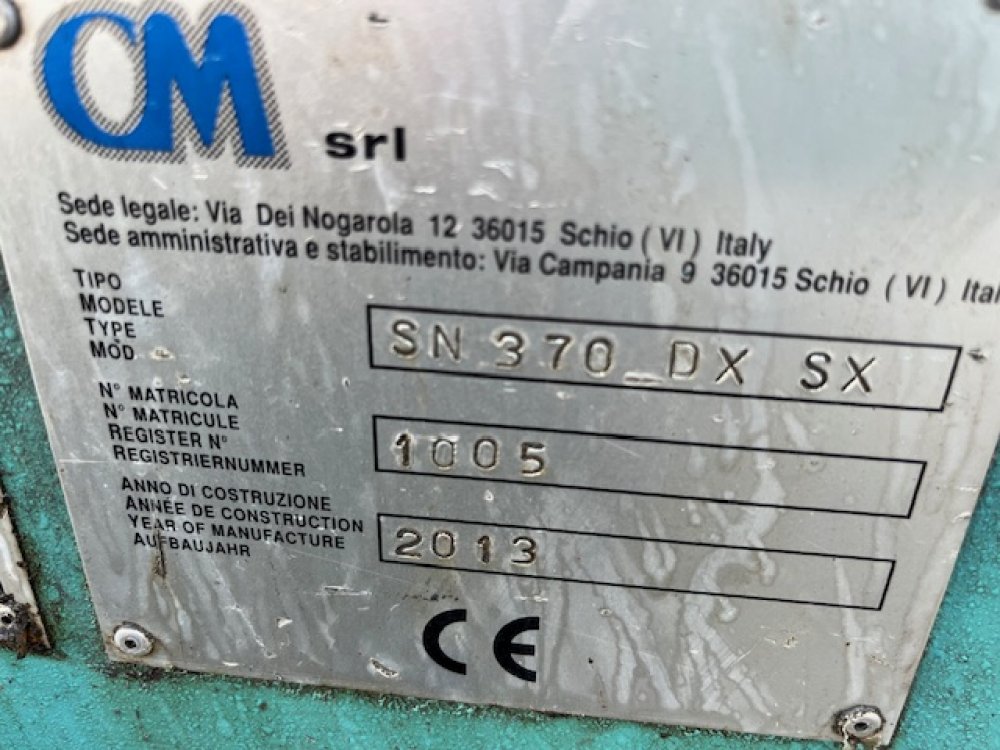 CM
srl
Sede legale: Via Dei Nogarola 12 36015 Schio ( VI ) Italy
Sede amministrativa e stabilimento: Via Campania 9 36015 Schio ( VI )
TIPO
MODELE
TYPE
MOD
SN 370_DX SX
N° MATRICOLA
N° MATRICULE
REGISTER N°
REGISTRIERNUMMER
1005
ANNO DI COSTRUZIONE
ANNÉE DE CONSTRUCTION
YEAR OF MANUFACTURE
AUFBAUJAHR
2013
CE